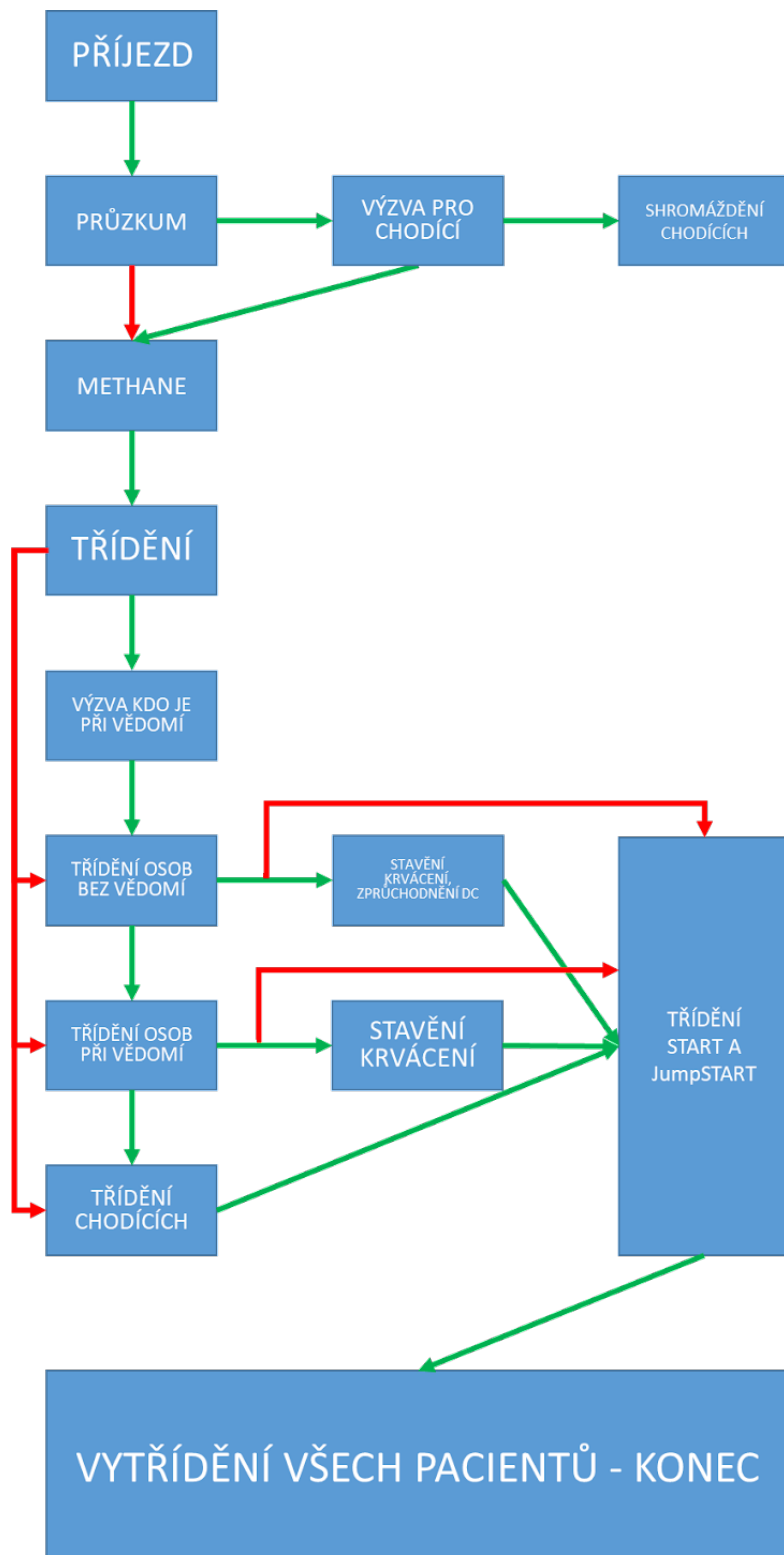 PŘÍJEZD
PRŮZKUM
VÝZVA PRO
CHODÍCÍ
SHROMÁŽDĚNÍ
CHODÍCÍCH
METHANE
TŘÍDĚNÍ
VÝZVA KDO JE
PŘI VĚDOMÍ
TŘÍDĚNÍ OSOB
BEZ VĚDOMÍ
STAVĚNÍ
KRVÁCENÍ,
ZPRŮCHODNĚNÍ DC
TŘÍDĚNÍ OSOB
PŘI VĚDOMÍ
STAVĚNÍ
KRVÁCENÍ
TŘÍDĚNÍ
START A
JumpSTART
TŘÍDĚNÍ
CHODÍCÍCH
VYTŘÍDĚNÍ VŠECH PACIENTŮ - KONEC